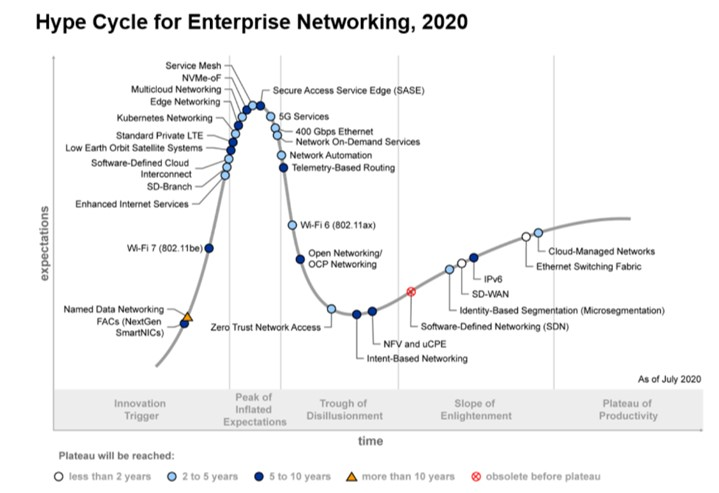 Hype Cycle for Enterprise Networking, 2020
expectations
Service Mesh
NVMe-oF
Multicloud Networking
Edge Networking
Kubernetes Networking
Standard Private LTE
Low Earth Orbit Satellite Systems
Software-Defined Cloud
Interconnect
SD-Branch
Enhanced Internet Services
Wi-Fi 7 (802.11be)
Named Data Networking
FACs (NextGen
SmartNICs)
Secure Access Service Edge (SASE)
5G Services
400 Gbps Ethernet
Network On-Demand Services
Network Automation
Telemetry-Based Routing
Wi-Fi 6 (802.11ax)
Open Networking/
OCP Networking
Zero Trust Network Access
Intent-Based Networking
NFV and uCPE
Software-Defined Networking (SDN)
Identity-Based Segmentation (Microsegmentation)
SD-WAN
IPv6
Ethernet Switching Fabric
Cloud-Managed Networks
As of July 2020
Innovation
Trigger
Peak of
Inflated
Expectations
Trough of
Disillusionment
Slope of
Enlightenment
Plateau of
Productivity
time
Plateau will be reached:
less than 2 years
2 to 5 years
5 to 10 years
more than 10 years
obsolete before plateau